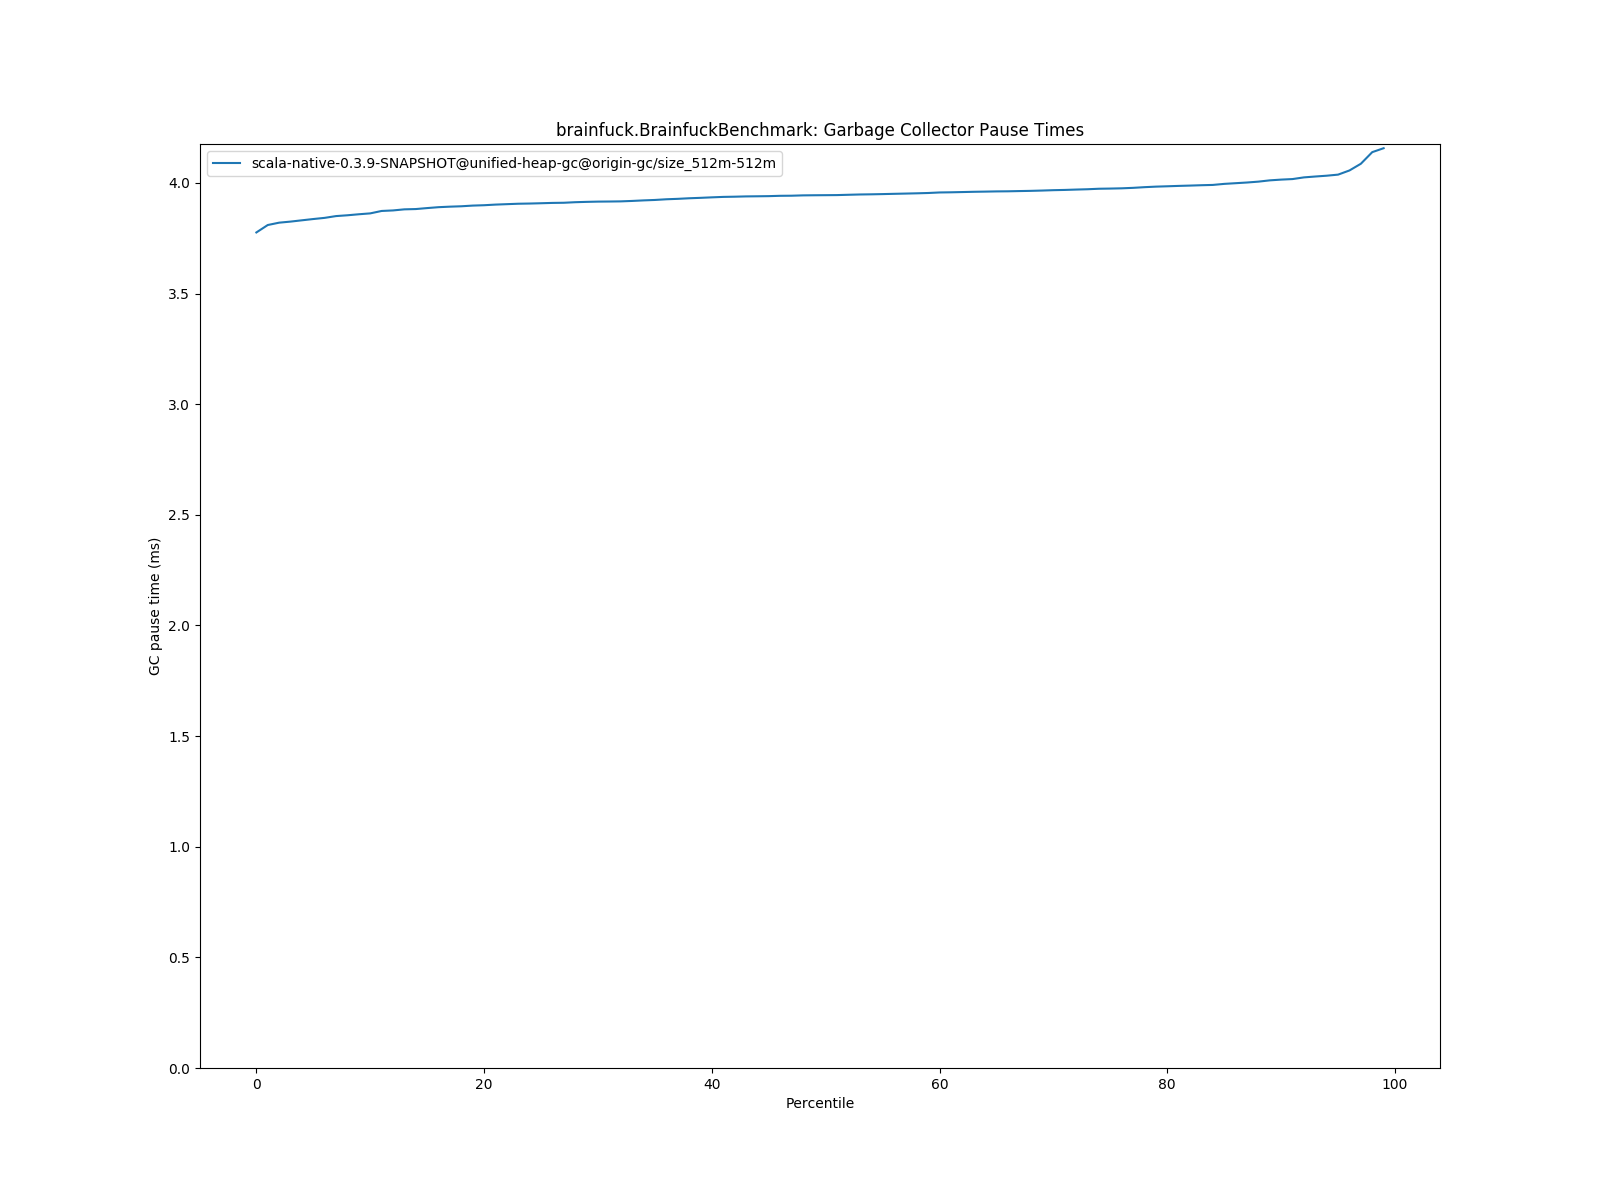 brainfuck.BrainfuckBenchmark: Garbage Collector Pause Times
scala-native-0.3.9-SNAPSHOT@unified-heap-gc@origin-gc/size_512m-512m
4.0
3.5
3.0
2.5
2.0
1.5
1.0
0.5
0.0
GC pause time (ms)
0 20 40 60 80 100
Percentile